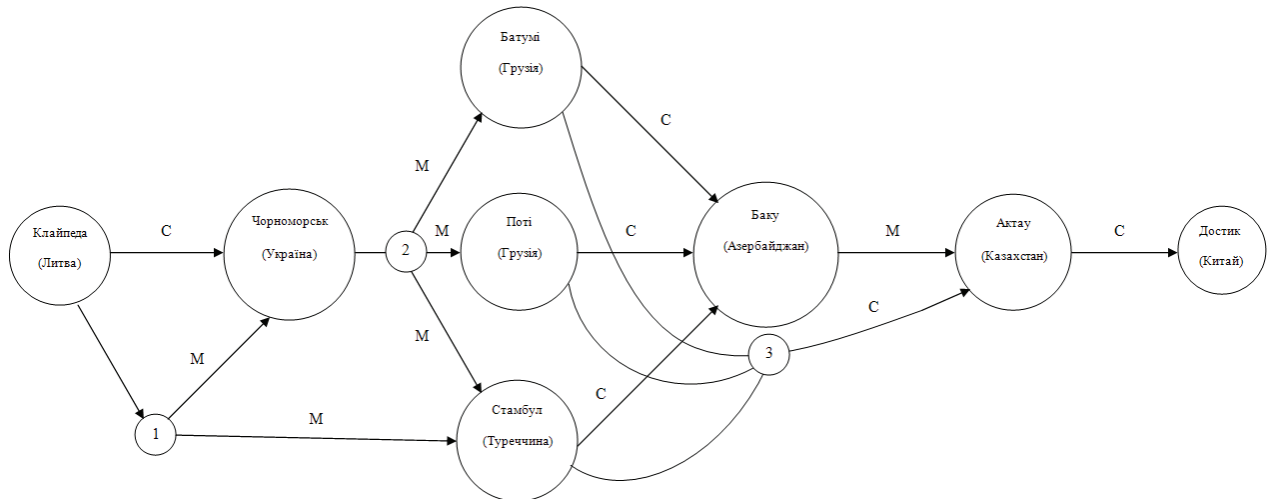 Батумі
(Грузія)
С
М
Клайпеда
(Литва)
С
Чорноморськ
(Україна)
2
М
Поті
(Грузія)
С
Баку
(Азербайджан)
М
Актау
(Казахстан)
С
Достик
(Китай)
М
М
3
С
1
М
Стамбул
(Туреччина)
С